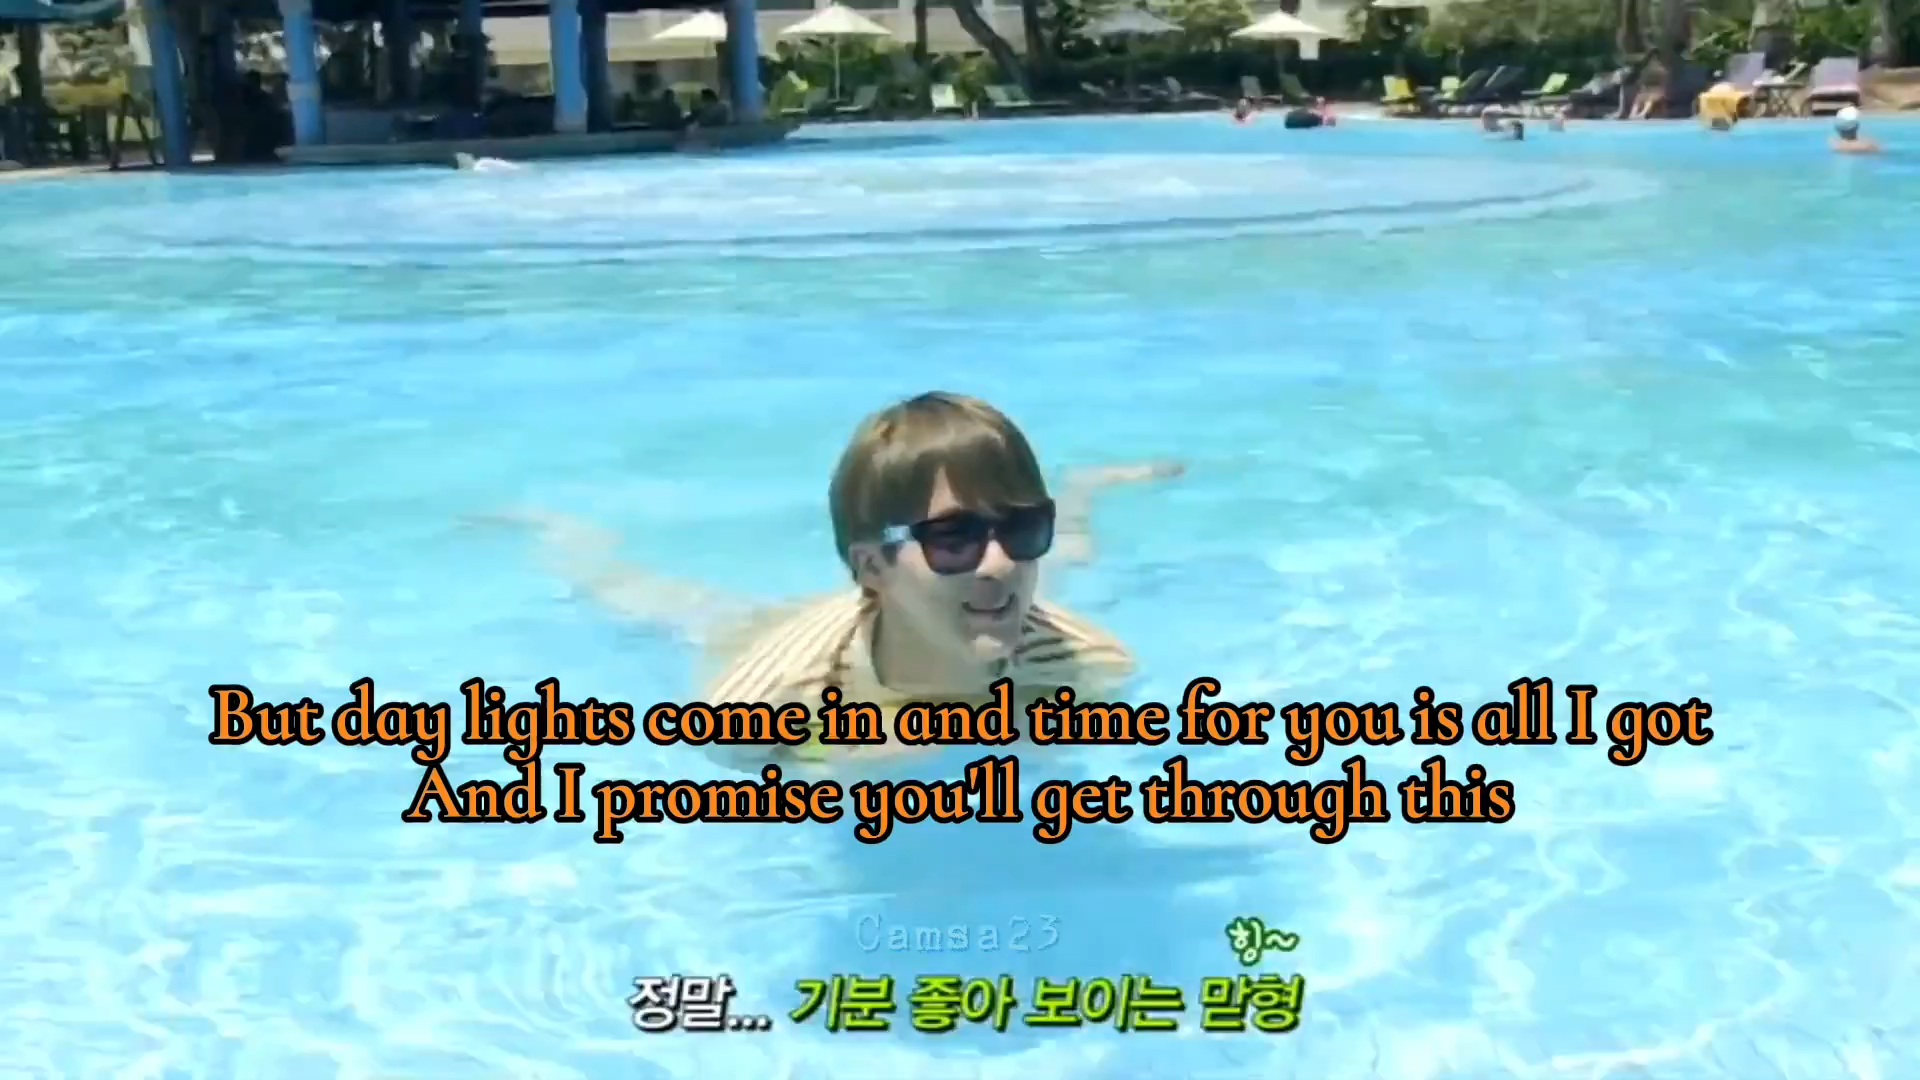 But day lights come in and time for you is all I got
And I promise you'll get through this
Camsa23
힝~
정말... 기분 좋아 보이는 맏형